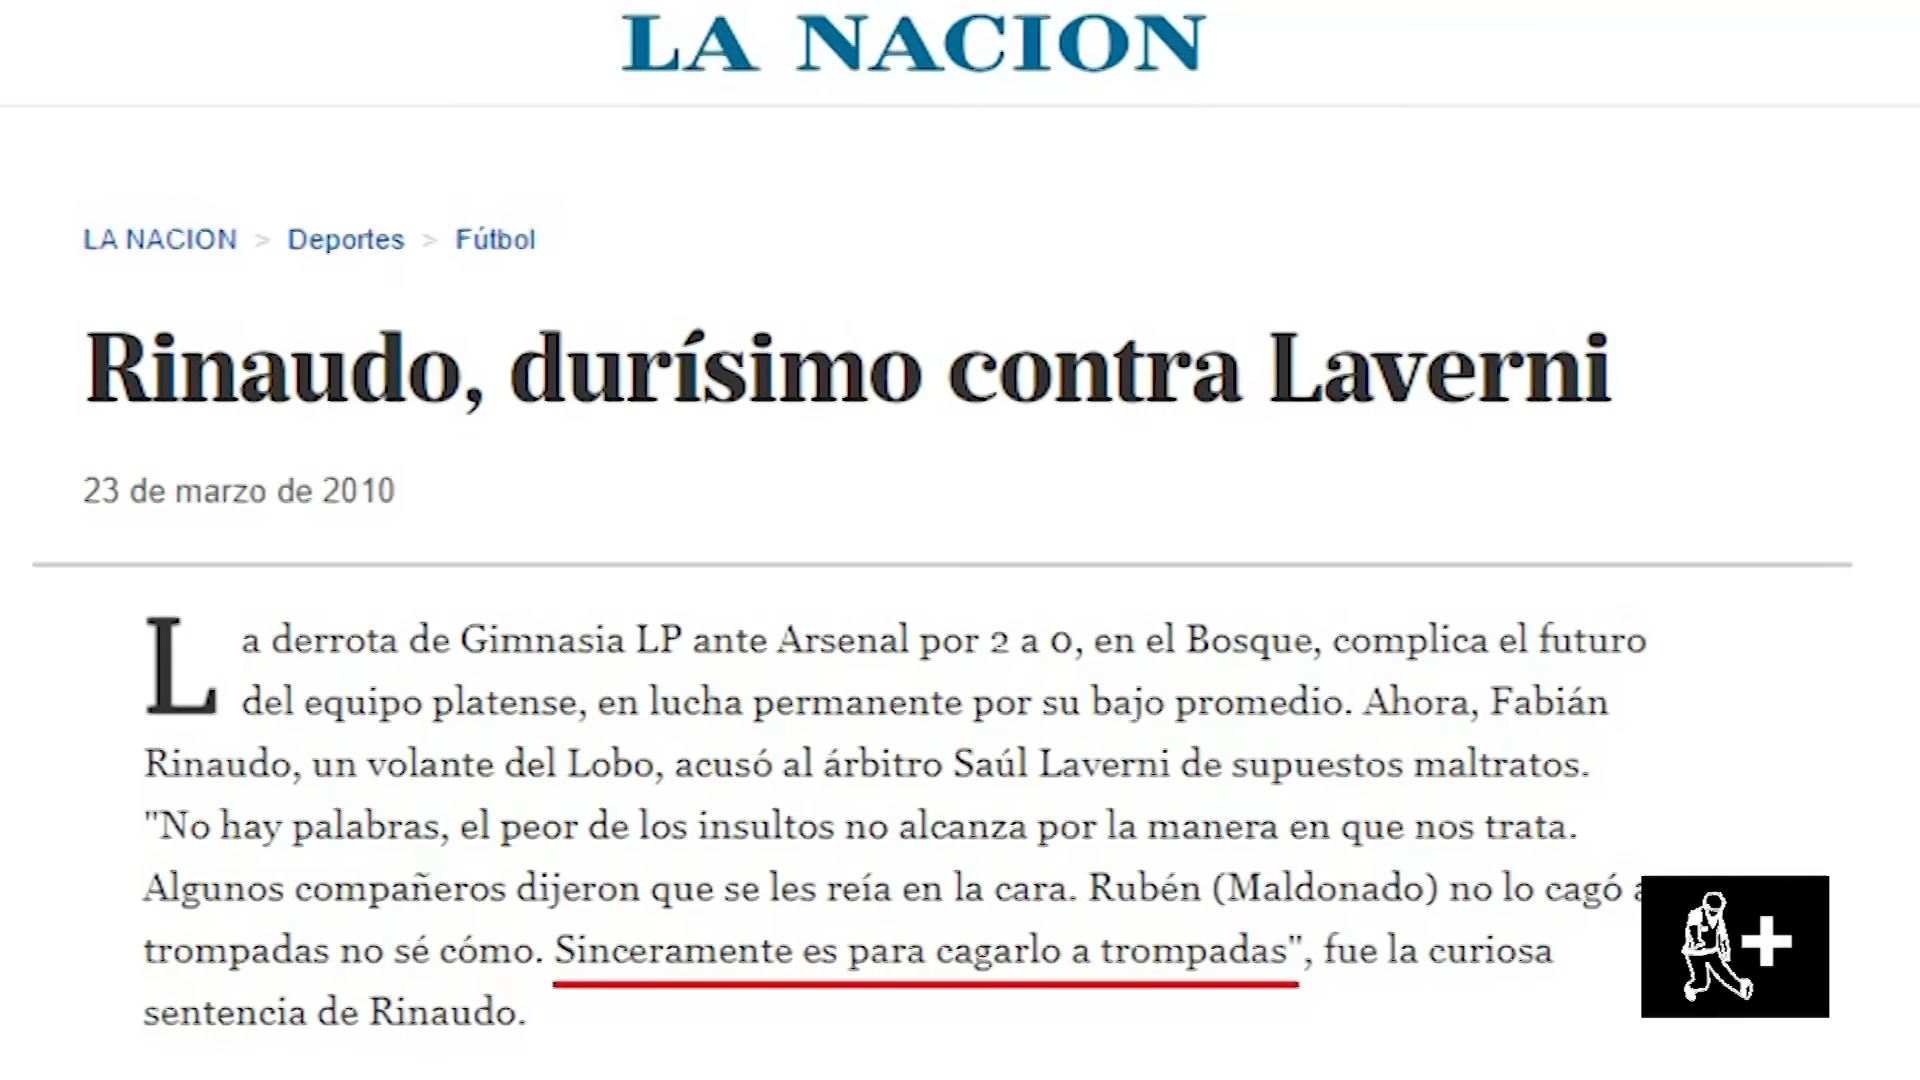 LA NACION
LA NACION > Deportes > Fútbol
Rinaudo, durísimo contra Laverni
23 de marzo de 2010
La derrota de Gimnasia LP ante Arsenal por 2 a 0, en el Bosque, complica el futuro
del equipo platense, en lucha permanente por su bajo promedio. Ahora, Fabián
Rinaudo, un volante del Lobo, acusó al árbitro Saúl Laverni de supuestos maltratos.
"No hay palabras, el peor de los insultos no alcanza por la manera en que nos trata.
Algunos compañeros dijeron que se les reía en la cara. Rubén (Maldonado) no lo cagó a
trompadas no sé cómo. Sinceramente es para cagarlo a trompadas", fue la curiosa
sentencia de Rinaudo.
+